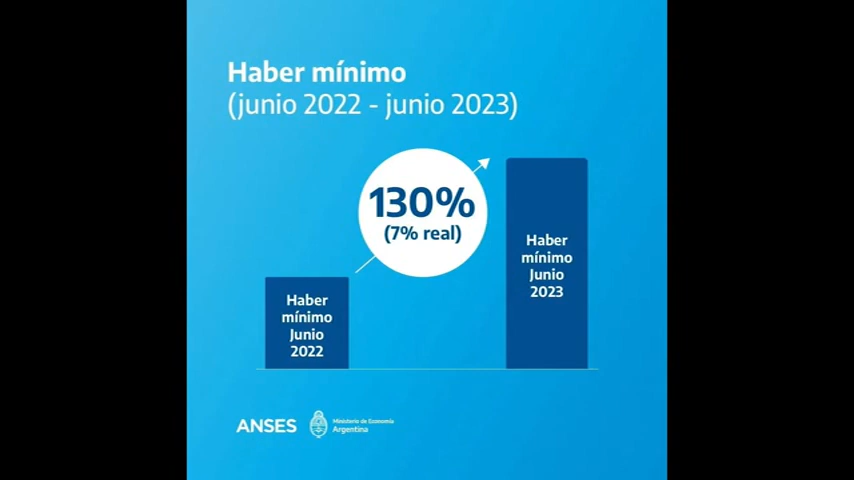 Haber mínimo
(junio 2022 - junio 2023)
130%
(7% real)
Haber
mínimo
Junio
2022
Haber
mínimo
Junio
2023
ANSES
Ministerio de Economía
Argentina